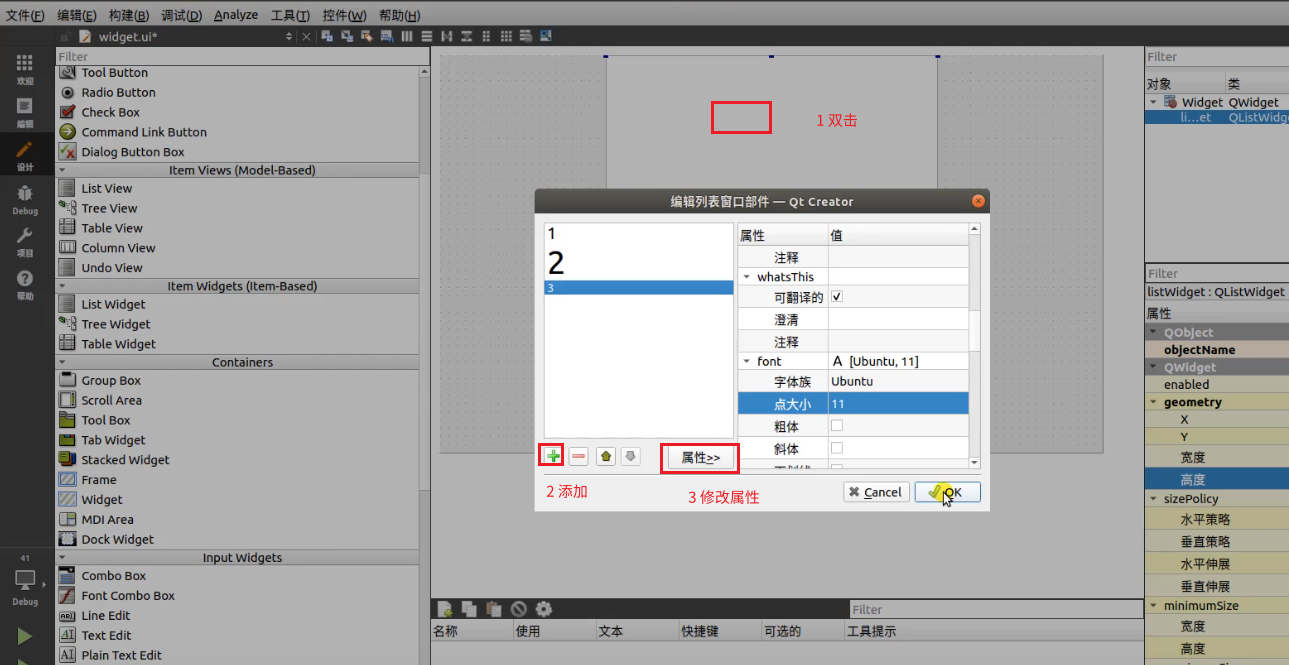 文件(F) 编辑(E) 构建(B) 调试(D) Analyze 工具(T) 控件(W) 帮助(H)
widget.ui*
欢迎
编辑
设计
Debug
项目
帮助
41
Debug
Filter
Tool Button
Radio Button
Check Box
Command Link Button
Dialog Button Box
Item Views (Model-Based)
List View
Tree View
Table View
Column View
Undo View
Item Widgets (Item-Based)
List Widget
Tree Widget
Table Widget
Containers
Group Box
Scroll Area
Tool Box
Tab Widget
Stacked Widget
Frame
Widget
MDI Area
Dock Widget
Input Widgets
Combo Box
Font Combo Box
Line Edit
Text Edit
Plain Text Edit
1 双击
编辑列表窗口部件 — Qt Creator
1
2
3
属性 值
注释
whatsThis
可翻译的
澄清
注释
font A [Ubuntu, 11]
字体族 Ubuntu
点大小 11
粗体
斜体
属性>>
2 添加
3 修改属性
Cancel
OK
Filter
名称 使用 文本 快捷键 可选的 工具提示
Filter
对象 类
Widget QWidget
li...et QListWidg
Filter
listWidget : QListWidget
属性
QObject
objectName
QWidget
enabled
geometry
X
Y
宽度
高度
sizePolicy
水平策略
垂直策略
水平伸展
垂直伸展
minimumSize
宽度
高度